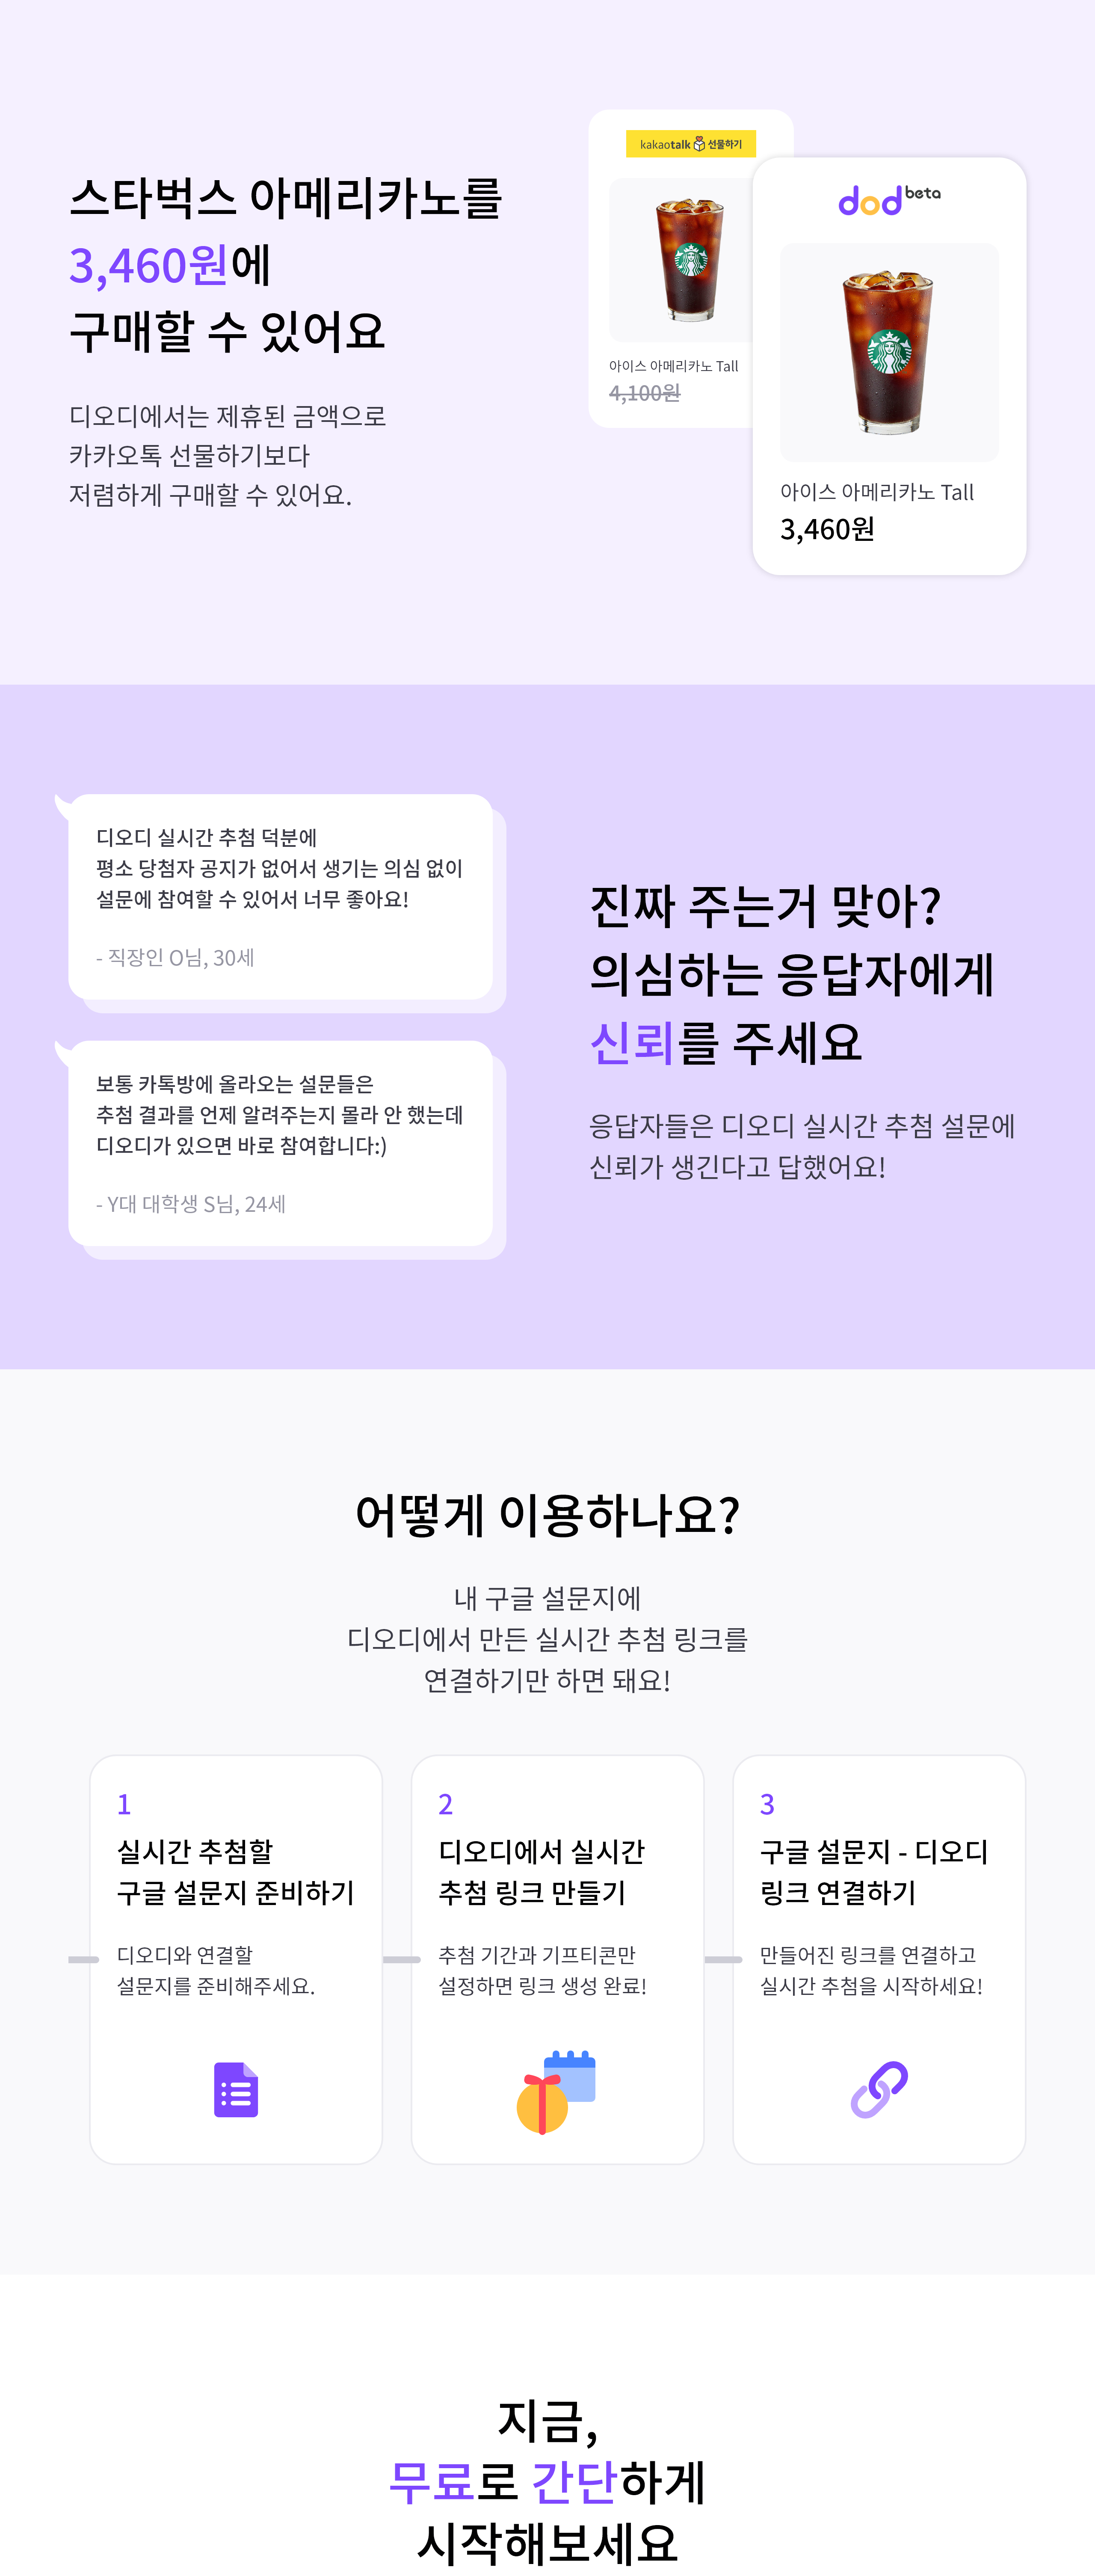 스타벅스 아메리카노를
3,460원에
구매할 수 있어요
디오디에서는 제휴된 금액으로
카카오톡 선물하기보다
저렴하게 구매할 수 있어요.
kakaotalk 선물하기
아이스 아메리카노 Tall
4,100원
dod beta
아이스 아메리카노 Tall
3,460원
디오디 실시간 추첨 덕분에
평소 당첨자 공지가 없어서 생기는 의심 없이
설문에 참여할 수 있어서 너무 좋아요!
- 직장인 O님, 30세
보통 카톡방에 올라오는 설문들은
추첨 결과를 언제 알려주는지 몰라 안 했는데
디오디가 있으면 바로 참여합니다:)
- Y대 대학생 S님, 24세
진짜 주는거 맞아?
의심하는 응답자에게
신뢰를 주세요
응답자들은 디오디 실시간 추첨 설문에
신뢰가 생긴다고 답했어요!
어떻게 이용하나요?
내 구글 설문지에
디오디에서 만든 실시간 추첨 링크를
연결하기만 하면 돼요!
1
실시간 추첨할
구글 설문지 준비하기
디오디와 연결할
설문지를 준비해주세요.
2
디오디에서 실시간
추첨 링크 만들기
추첨 기간과 기프티콘만
설정하면 링크 생성 완료!
3
구글 설문지 - 디오디
링크 연결하기
만들어진 링크를 연결하고
실시간 추첨을 시작하세요!
지금,
무료로 간단하게
시작해보세요